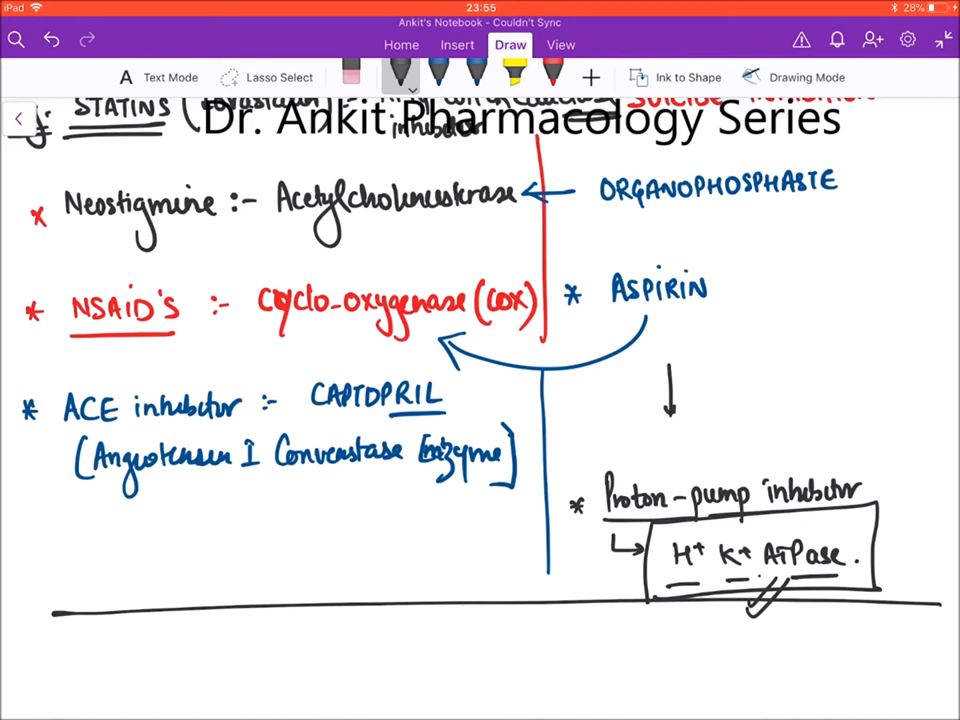 iPad 23:55 28%
Ankit's Notebook - Couldn't Sync
Home Insert Draw View
A Text Mode Lasso Select Ink to Shape Drawing Mode
STATINS
inhibitor
Dr. Ankit Pharmacology Series
* Neostigmine :- Acetylcholinesterase ORGANOPHOSPHASTE
* NSAID'S :- cyclo-oxygenase (cox) * ASPIRIN
* ACE inhibitor :- CAPTOPRIL
(Angiotensin I Converstase Enzyme)
* Proton-pump inhibitor
H+ K+ ATPase.